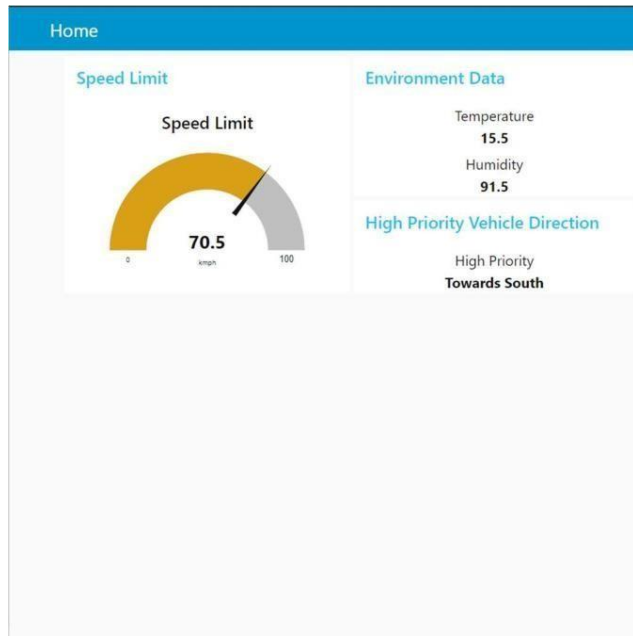 Home
Speed Limit
Speed Limit
70.5
0
kmph
100
Environment Data
Temperature
15.5
Humidity
91.5
High Priority Vehicle Direction
High Priority
Towards South